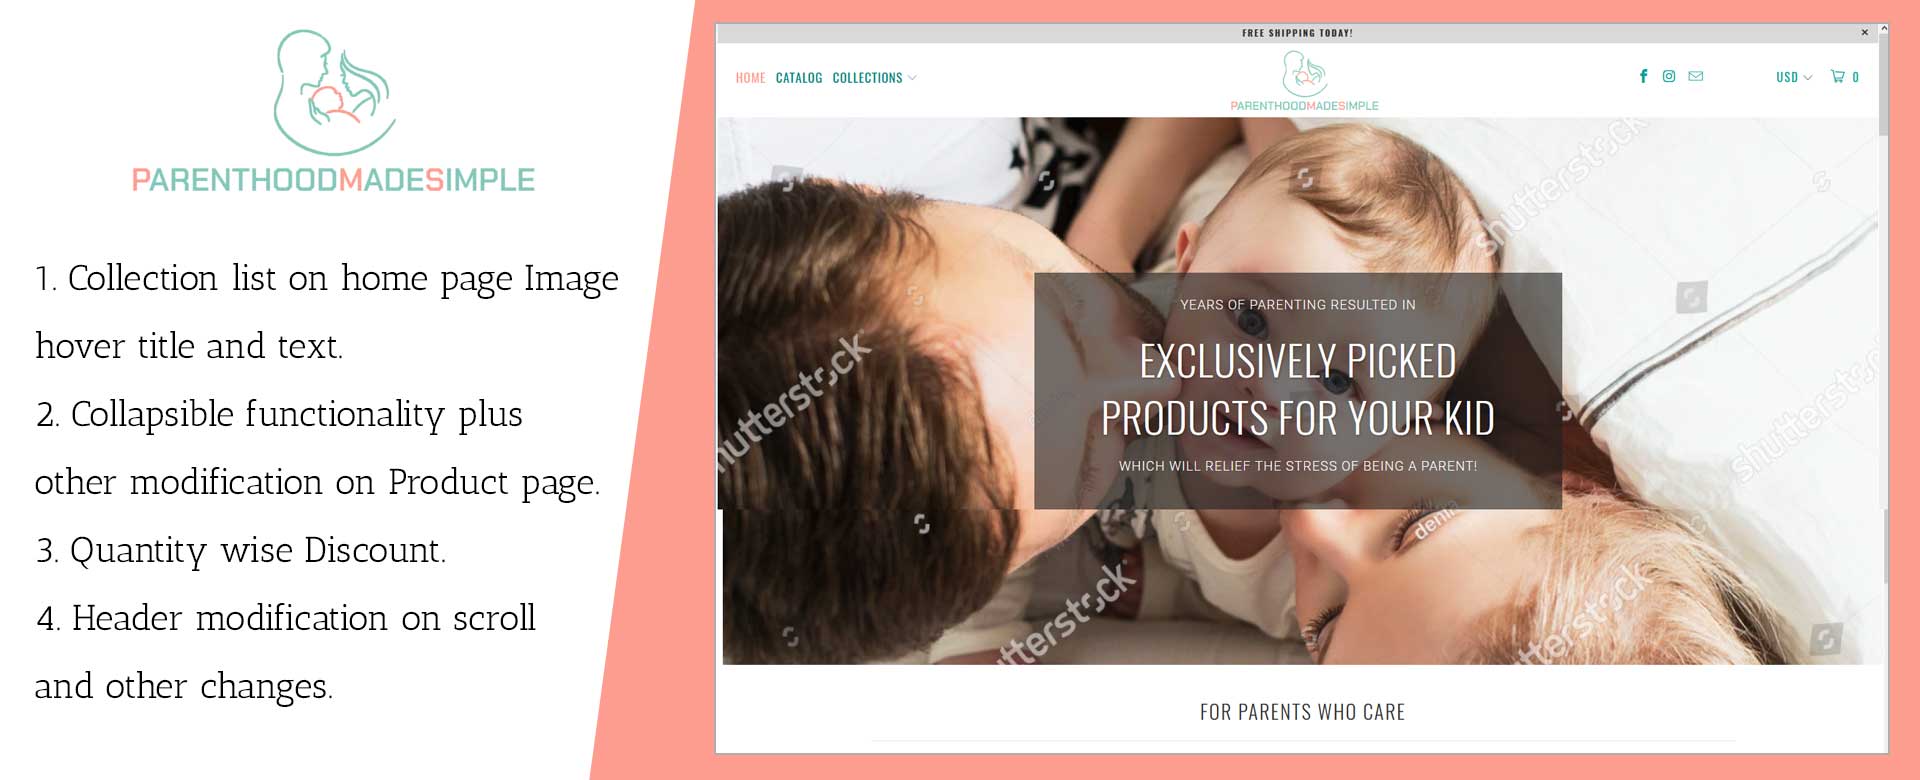 PARENTHOODMADESIMPLE
1. Collection list on home page Image
hover title and text.
2. Collapsible functionality plus
other modification on Product page.
3. Quantity wise Discount.
4. Header modification on scroll
and other changes.
FREE SHIPPING TODAY!
HOME CATALOG COLLECTIONS
PARENTHOODMADESIMPLE
USD 0
shutterstock
shutterstock
YEARS OF PARENTING RESULTED IN
EXCLUSIVELY PICKED
PRODUCTS FOR YOUR KID
WHICH WILL RELIEF THE STRESS OF BEING A PARENT!
FOR PARENTS WHO CARE